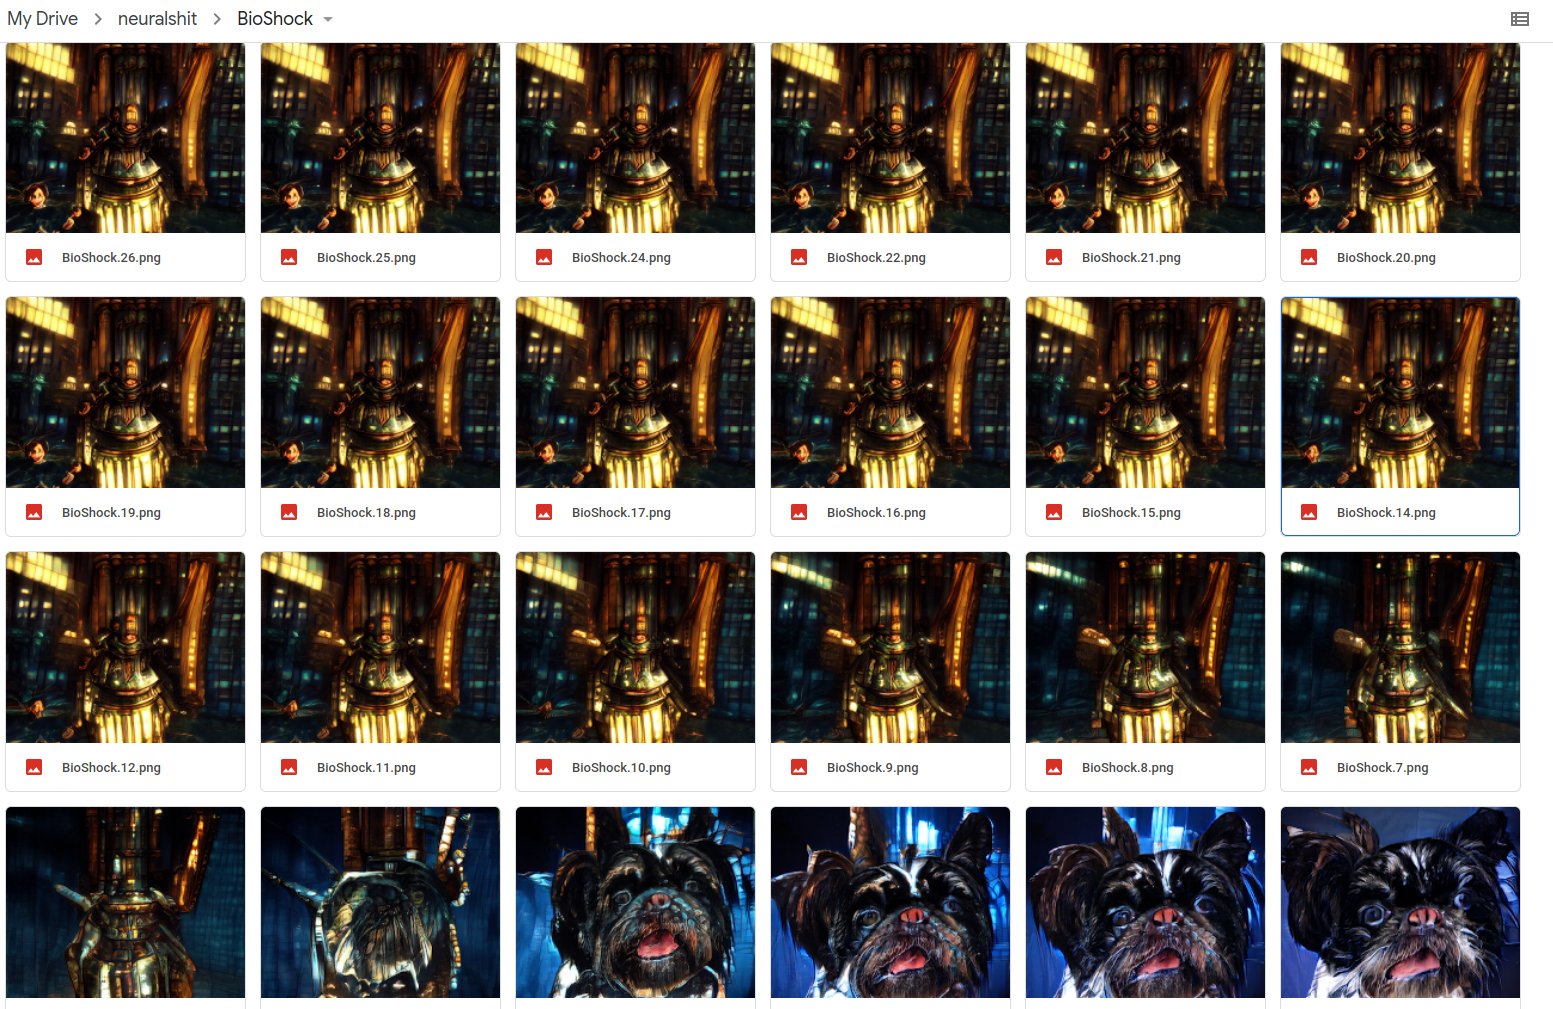 My Drive > neuralshit > BioShock
BioShock.26.png BioShock.25.png BioShock.24.png BioShock.22.png BioShock.21.png BioShock.20.png
BioShock.19.png BioShock.18.png BioShock.17.png BioShock.16.png BioShock.15.png BioShock.14.png
BioShock.12.png BioShock.11.png BioShock.10.png BioShock.9.png BioShock.8.png BioShock.7.png